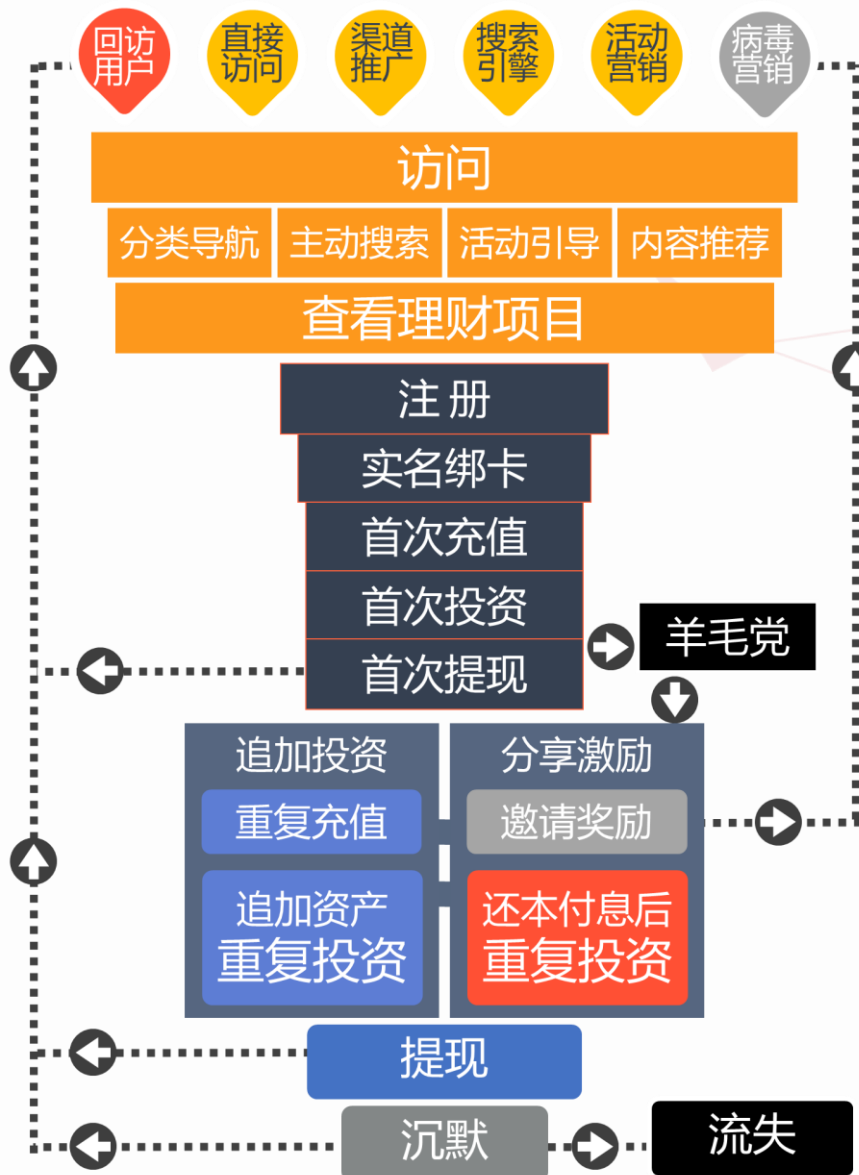 回访
用户
直接
访问
渠道
推广
搜索
引擎
活动
营销
病毒
营销
访问
分类导航
主动搜索
活动引导
内容推荐
查看理财项目
注 册
实名绑卡
首次充值
首次投资
羊毛党
首次提现
追加投资
分享激励
重复充值
邀请奖励
追加资产
重复投资
还本付息后
重复投资
提现
沉默
流失